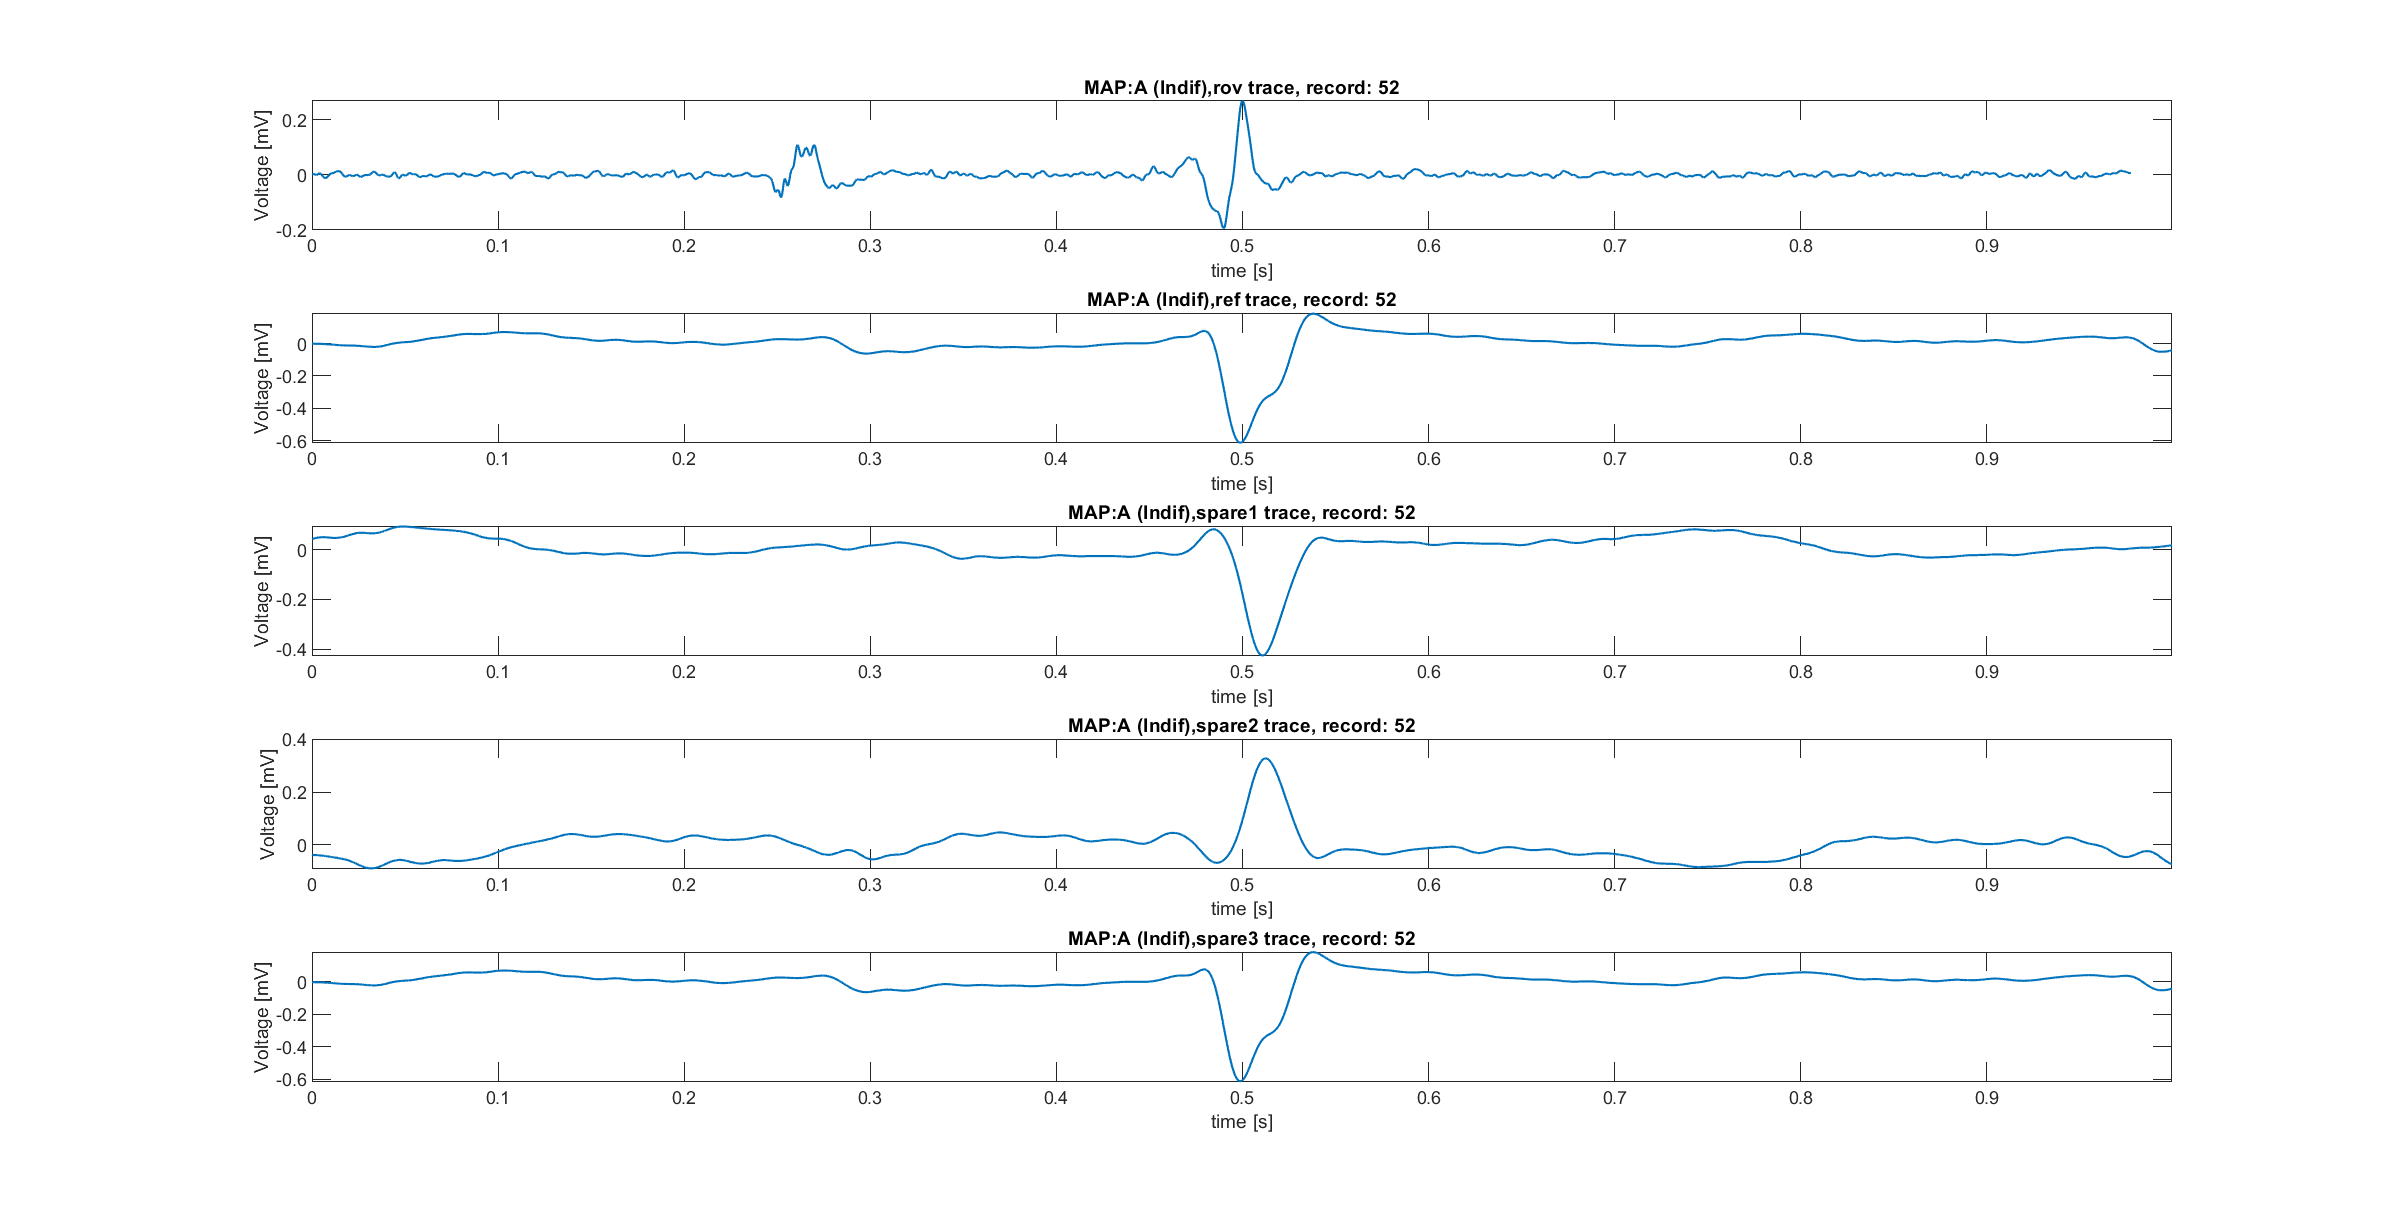 MAP:A (Indif),rov trace, record: 52
Voltage [mV]
0.2
0
-0.2
0 0.1 0.2 0.3 0.4 0.5 0.6 0.7 0.8 0.9
time [s]
MAP:A (Indif),ref trace, record: 52
Voltage [mV]
0
-0.2
-0.4
-0.6
0 0.1 0.2 0.3 0.4 0.5 0.6 0.7 0.8 0.9
time [s]
MAP:A (Indif),spare1 trace, record: 52
Voltage [mV]
0
-0.2
-0.4
0 0.1 0.2 0.3 0.4 0.5 0.6 0.7 0.8 0.9
time [s]
MAP:A (Indif),spare2 trace, record: 52
Voltage [mV]
0.4
0.2
0
0 0.1 0.2 0.3 0.4 0.5 0.6 0.7 0.8 0.9
time [s]
MAP:A (Indif),spare3 trace, record: 52
Voltage [mV]
0
-0.2
-0.4
-0.6
0 0.1 0.2 0.3 0.4 0.5 0.6 0.7 0.8 0.9
time [s]